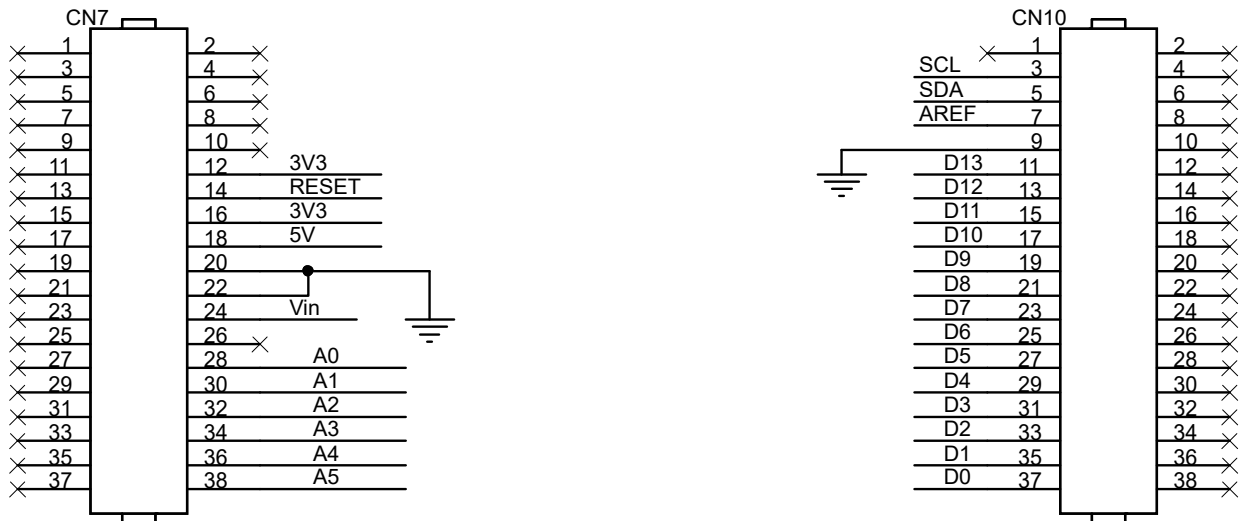 CN7 CN10
1 2 1 2
3 4 SCL 3 4
5 6 SDA 5 6
7 8 AREF 7 8
9 10 9 10
11 12 3V3 D13 11 12
13 14 RESET D12 13 14
15 16 3V3 D11 15 16
17 18 5V D10 17 18
19 20 D9 19 20
21 22 D8 21 22
23 24 Vin D7 23 24
25 26 D6 25 26
27 28 A0 D5 27 28
29 30 A1 D4 29 30
31 32 A2 D3 31 32
33 34 A3 D2 33 34
35 36 A4 D1 35 36
37 38 A5 D0 37 38